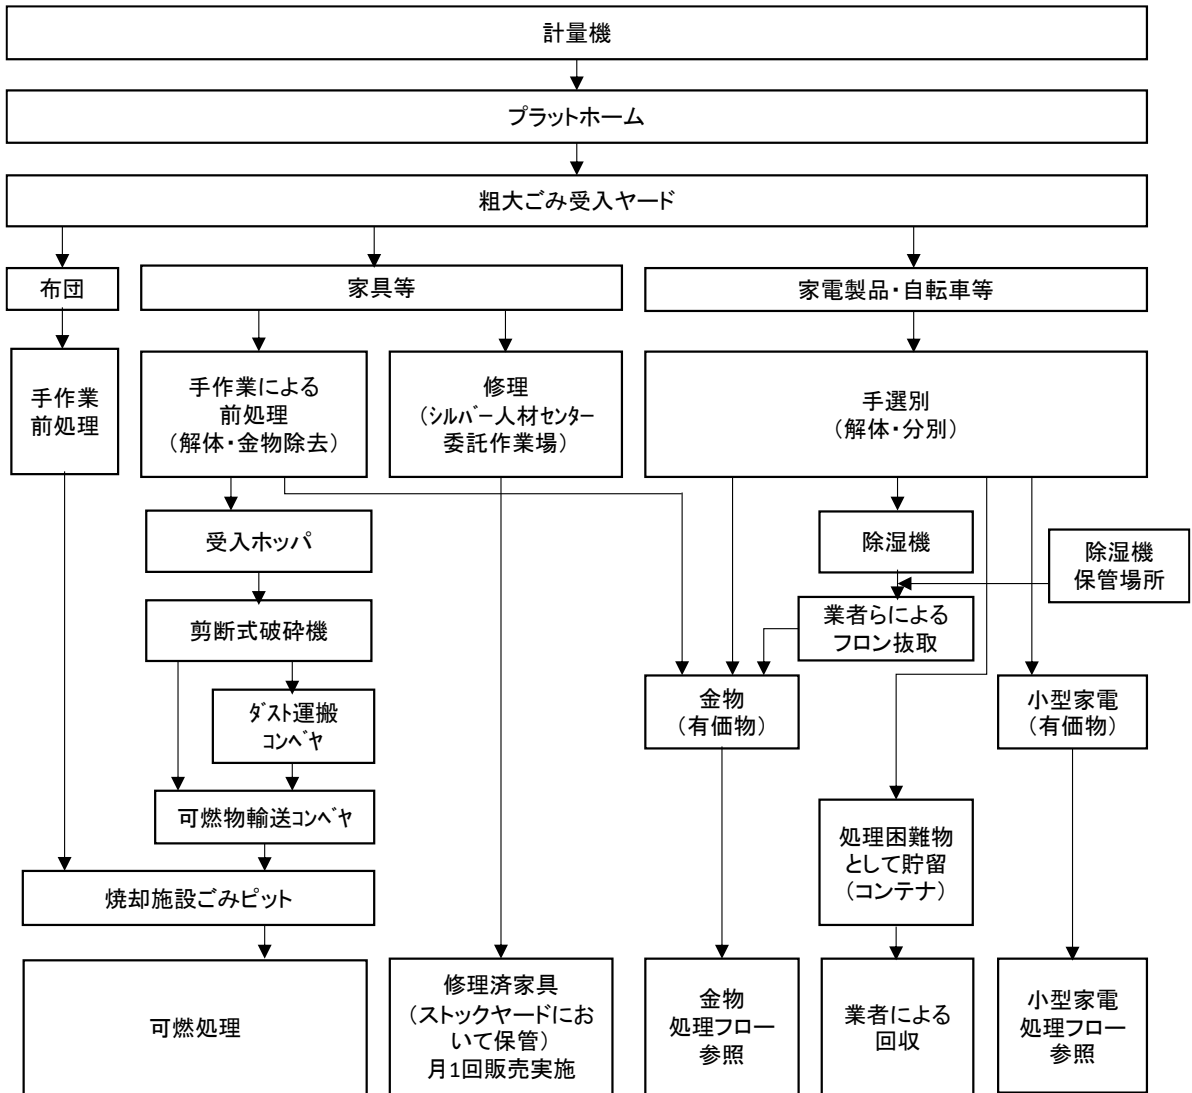 計量機
プラットホーム
粗大ごみ受入ヤード
布団
家具等
家電製品・自転車等
手作業
前処理
手作業による
前処理
（解体・金物除去）
修理
（ｼﾙﾊﾞｰ人材ｾﾝﾀｰ
委託作業場）
手選別
（解体・分別）
受入ホッパ
除湿機
除湿機
保管場所
剪断式破砕機
業者らによる
フロン抜取
ﾀﾞｽﾄ運搬
ｺﾝﾍﾞﾔ
金物
（有価物）
小型家電
（有価物）
可燃物輸送ｺﾝﾍﾞﾔ
処理困難物
として貯留
（コンテナ）
焼却施設ごみピット
可燃処理
修理済家具
（ストックヤードにお
いて保管）
月1回販売実施
金物
処理フロー
参照
業者による
回収
小型家電
処理フロー
参照